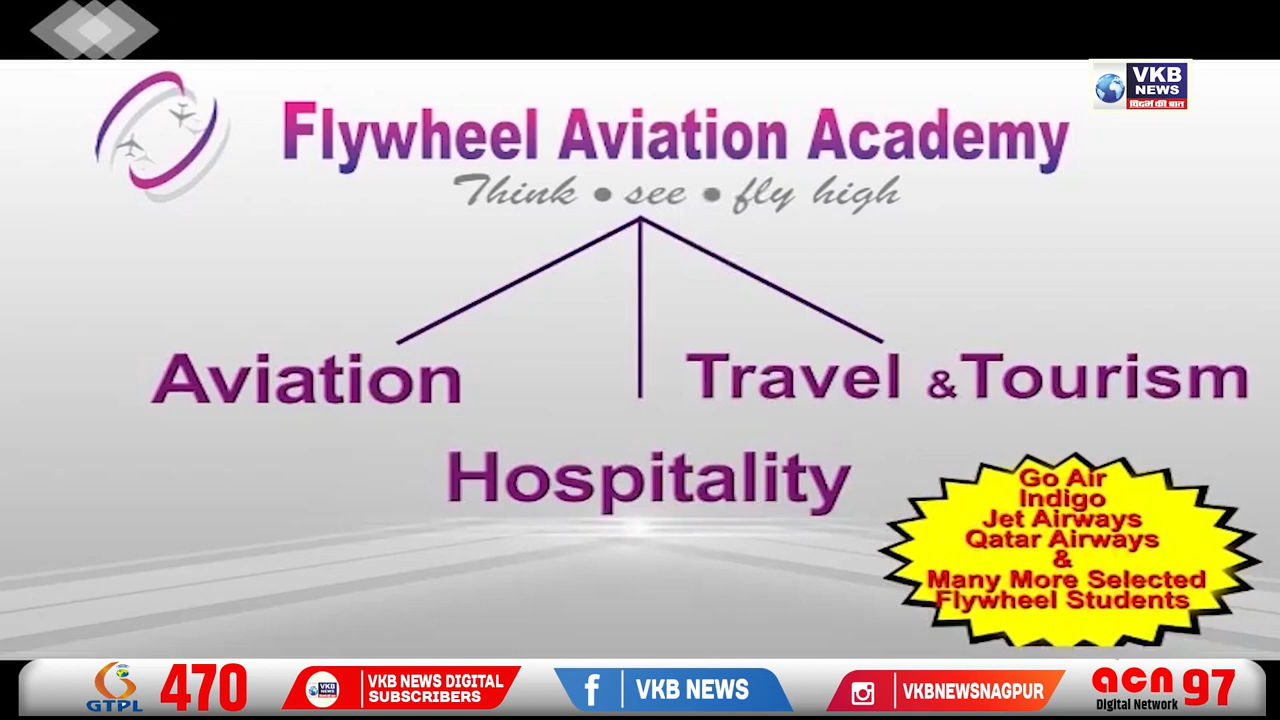 VKB
NEWS
विदर्भ की बात
Flywheel Aviation Academy
Think • see • fly high
Aviation
Travel & Tourism
Hospitality
Go Air
Indigo
Jet Airways
Qatar Airways
&
Many More Selected
Flywheel Students
GTPL
470
VKB
NEWS
VKB NEWS DIGITAL
SUBSCRIBERS
f
VKB NEWS
VKBNEWSNAGPUR
acn 97
Digital Network